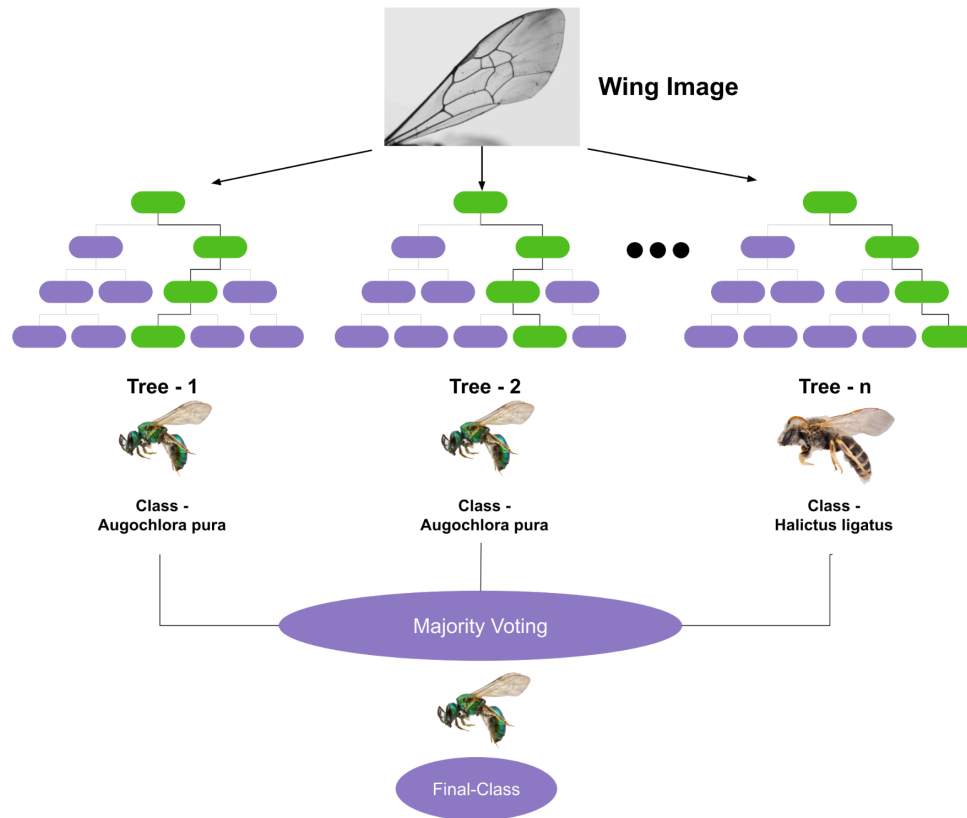 Wing Image
Tree - 1
Tree - 2
Tree - n
Class -
Augochlora pura
Class -
Augochlora pura
Class -
Halictus ligatus
Majority Voting
Final-Class